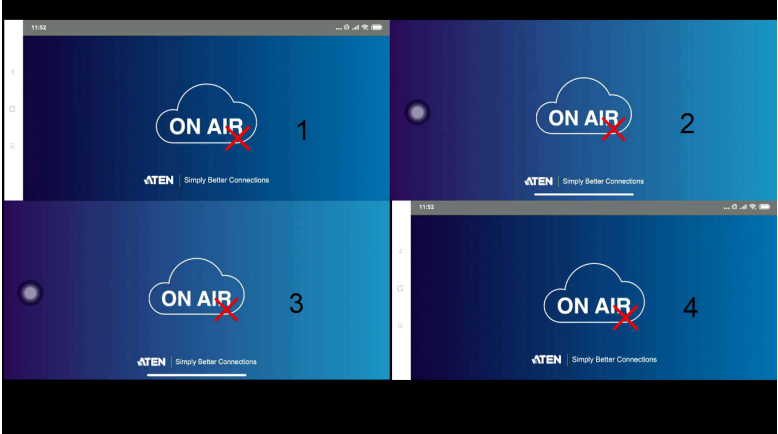 11:52
ON AIR
1
ATEN Simply Better Connections
ON AIR
2
ATEN Simply Better Connections
ON AIR
3
ATEN Simply Better Connections
11:52
ON AIR
4
ATEN Simply Better Connections